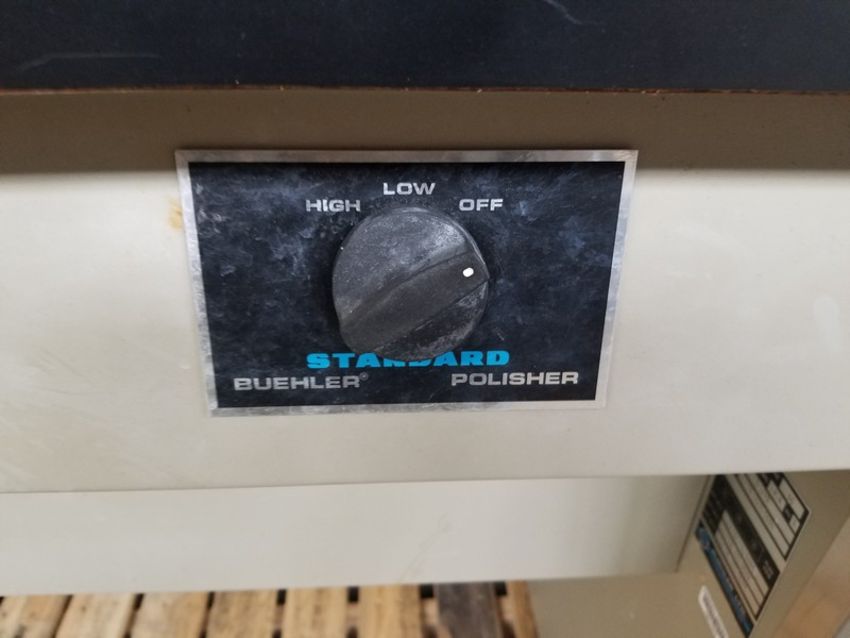 LOW
HIGH OFF
STANDARD
BUEHLER® POLISHER